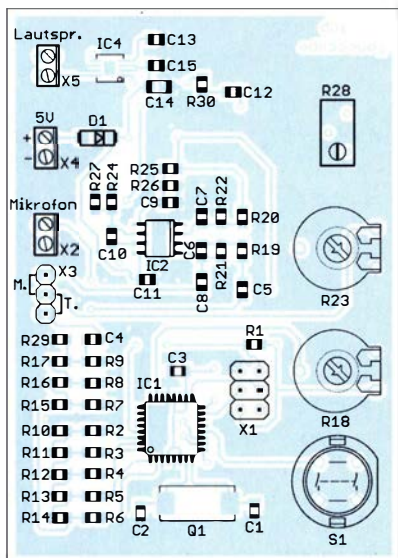 Lautspr.
IC4
C13
X5
C15
C14
R30
C12
R28
5V
D1
+
-
X4
R27
R24
R25
R26
C9
C7
R22
R20
Mikrofon
X2
C10
IC2
C6
R21
R19
R23
X3
M.
T.
C11
C8
C5
R29
C4
R1
R17
R9
C3
R16
R8
IC1
R15
R7
X1
R18
R10
R2
R11
R3
R12
R4
R13
R5
R14
R6
C2
Q1
C1
S1